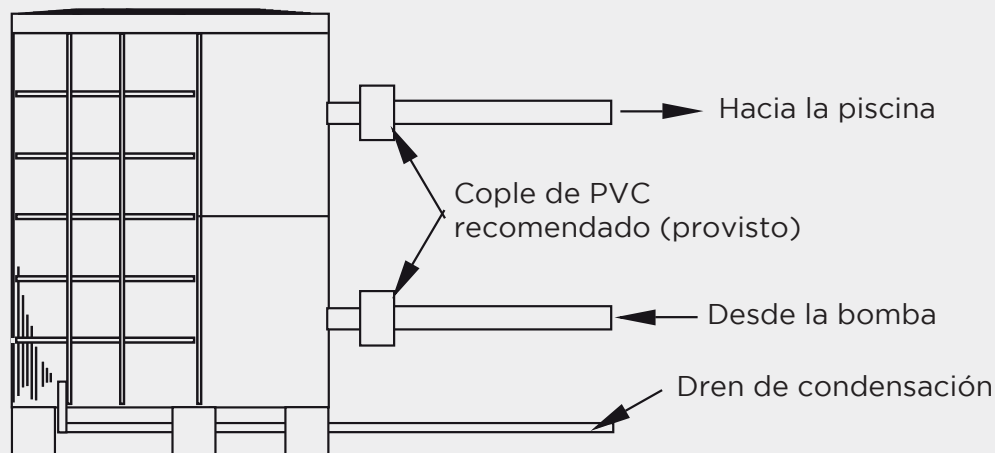 Hacia la piscina
Cople de PVC
recomendado (provisto)
Desde la bomba
Dren de condensación